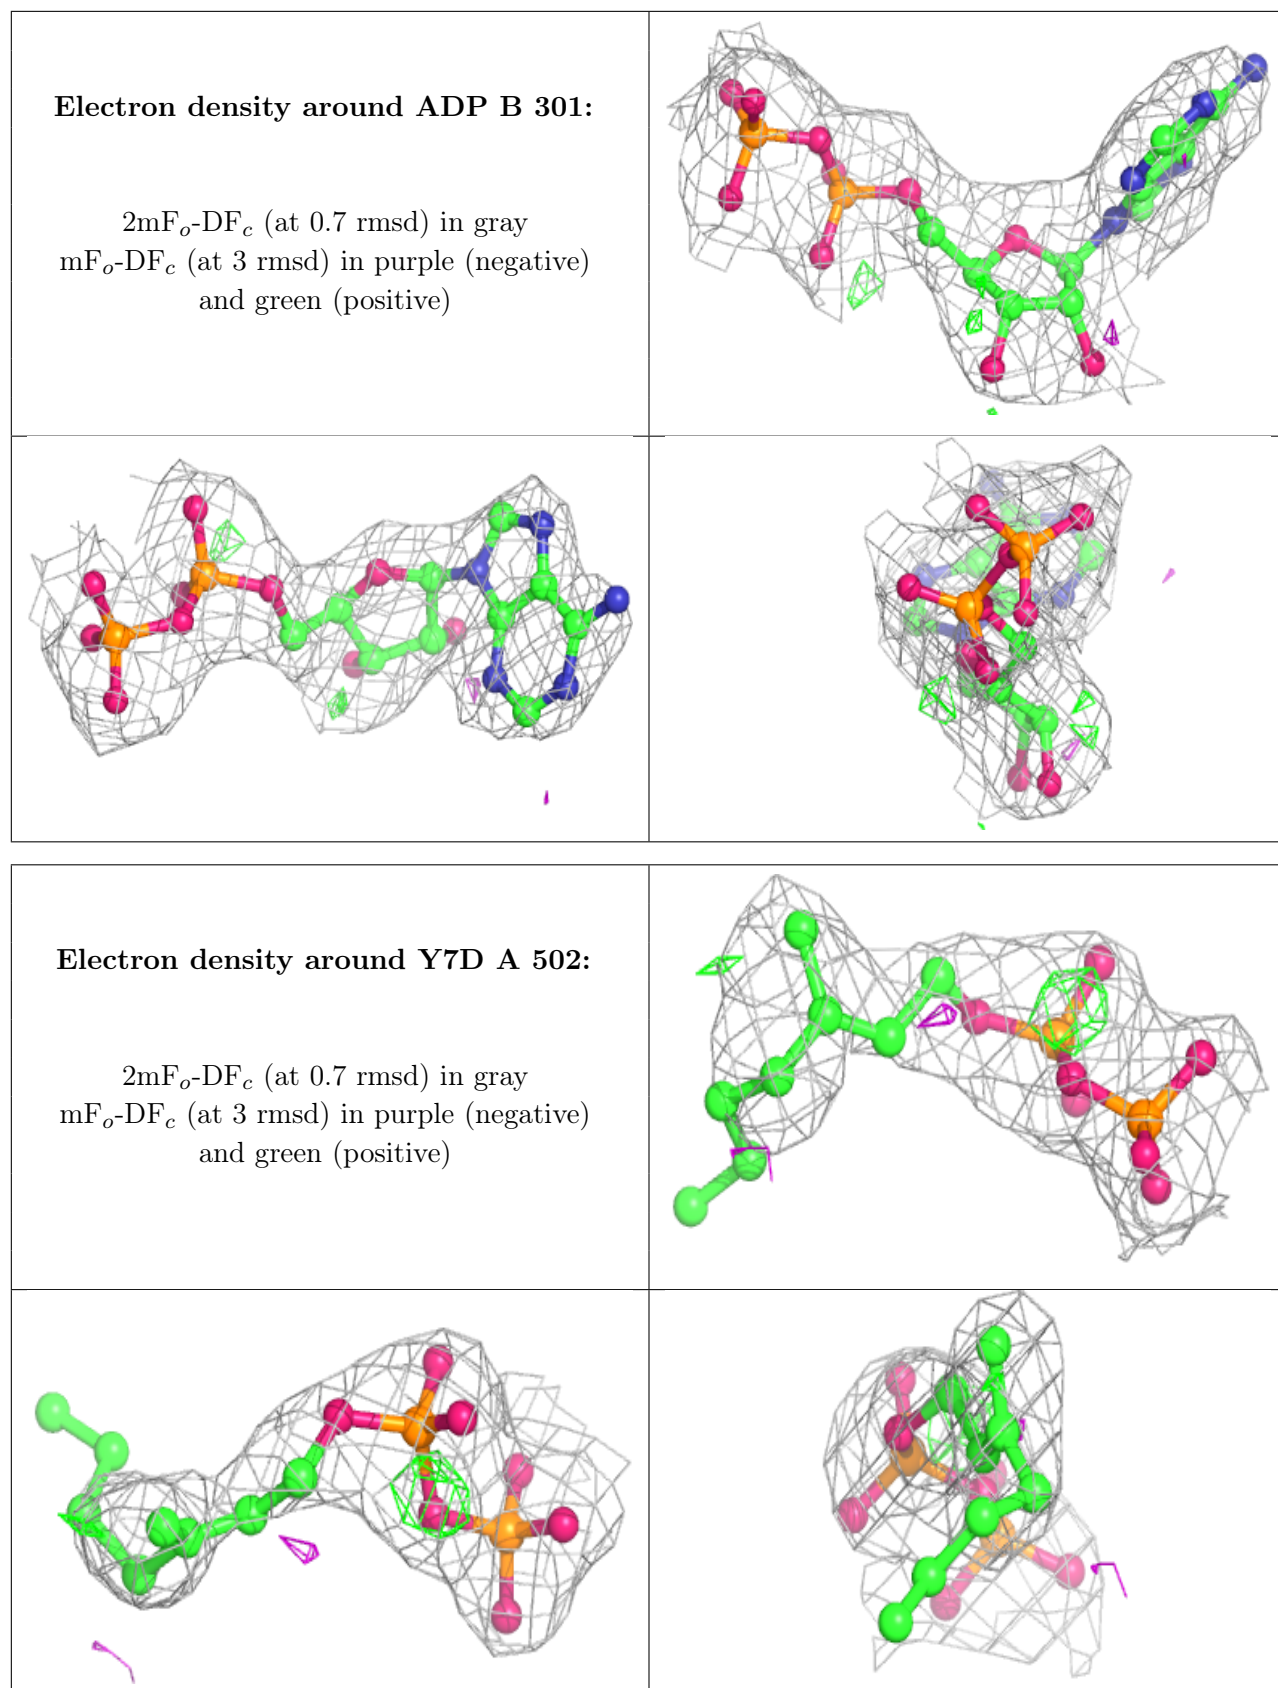 Electron density around ADP B 301:
2mFₒ-DF𝒸 (at 0.7 rmsd) in gray
mFₒ-DF𝒸 (at 3 rmsd) in purple (negative)
and green (positive)
Electron density around Y7D A 502:
2mFₒ-DF𝒸 (at 0.7 rmsd) in gray
mFₒ-DF𝒸 (at 3 rmsd) in purple (negative)
and green (positive)